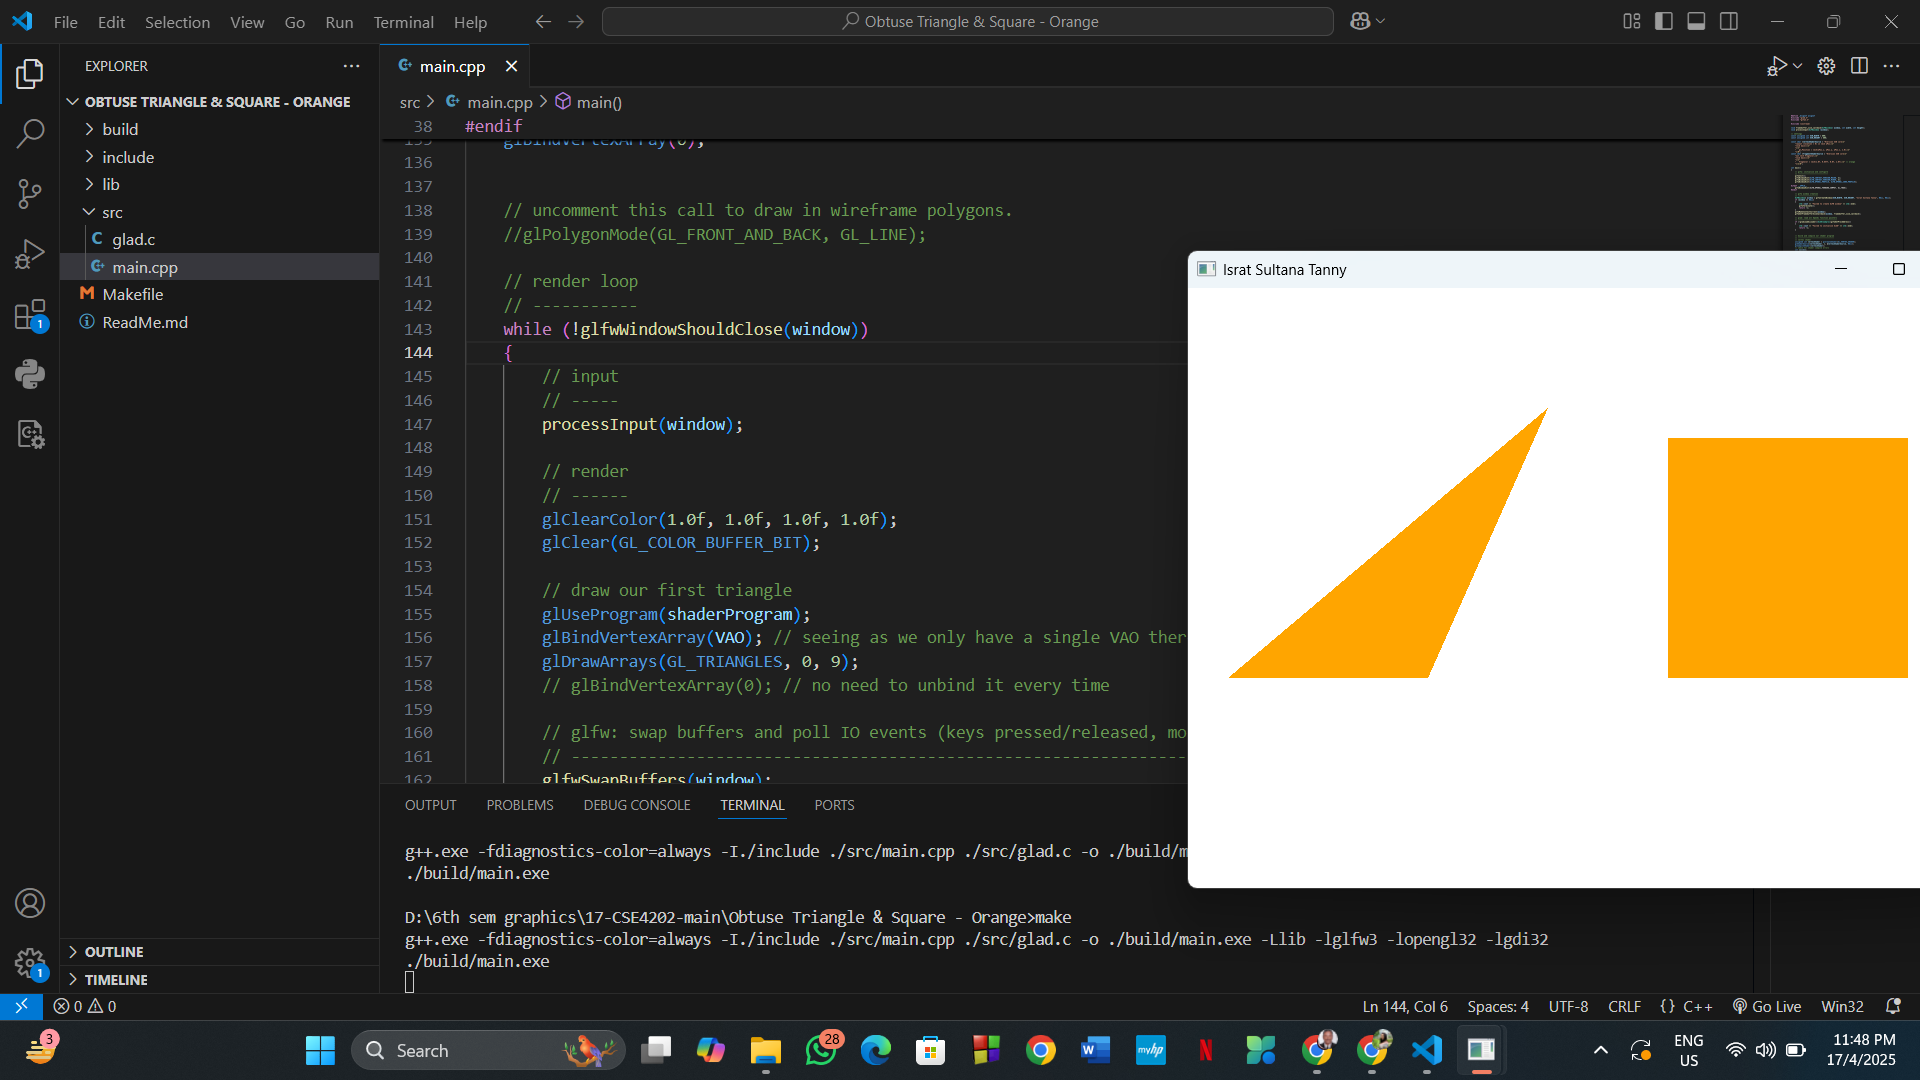 File Edit Selection View Go Run Terminal Help
Obtuse Triangle & Square - Orange
EXPLORER
OBTUSE TRIANGLE & SQUARE - ORANGE
build
include
lib
src
C glad.c
main.cpp
M Makefile
ReadMe.md
OUTLINE
TIMELINE
main.cpp
src > main.cpp > main()
38 #endif
135 glBindVertexArray(0);
136
137
138 // uncomment this call to draw in wireframe polygons.
139 //glPolygonMode(GL_FRONT_AND_BACK, GL_LINE);
140
141 // render loop
142 // -----------
143 while (!glfwWindowShouldClose(window))
144 {
145 // input
146 // -----
147 processInput(window);
148
149 // render
150 // ------
151 glClearColor(1.0f, 1.0f, 1.0f, 1.0f);
152 glClear(GL_COLOR_BUFFER_BIT);
153
154 // draw our first triangle
155 glUseProgram(shaderProgram);
156 glBindVertexArray(VAO); // seeing as we only have a single VAO ther
157 glDrawArrays(GL_TRIANGLES, 0, 9);
158 // glBindVertexArray(0); // no need to unbind it every time
159
160 // glfw: swap buffers and poll IO events (keys pressed/released, mo
161 // ----------------------------------------------------------------
162 glfwSwapBuffers(window);
Israt Sultana Tanny
OUTPUT PROBLEMS DEBUG CONSOLE TERMINAL PORTS
g++.exe -fdiagnostics-color=always -I./include ./src/main.cpp ./src/glad.c -o ./build/m
./build/main.exe
D:\6th sem graphics\17-CSE4202-main\Obtuse Triangle & Square - Orange>make
g++.exe -fdiagnostics-color=always -I./include ./src/main.cpp ./src/glad.c -o ./build/main.exe -Llib -lglfw3 -lopengl32 -lgdi32
./build/main.exe
1
1
0 0
Ln 144, Col 6 Spaces: 4 UTF-8 CRLF {} C++ Go Live Win32
3
Search
28
W
myhp
N
ENG
US
11:48 PM
17/4/2025